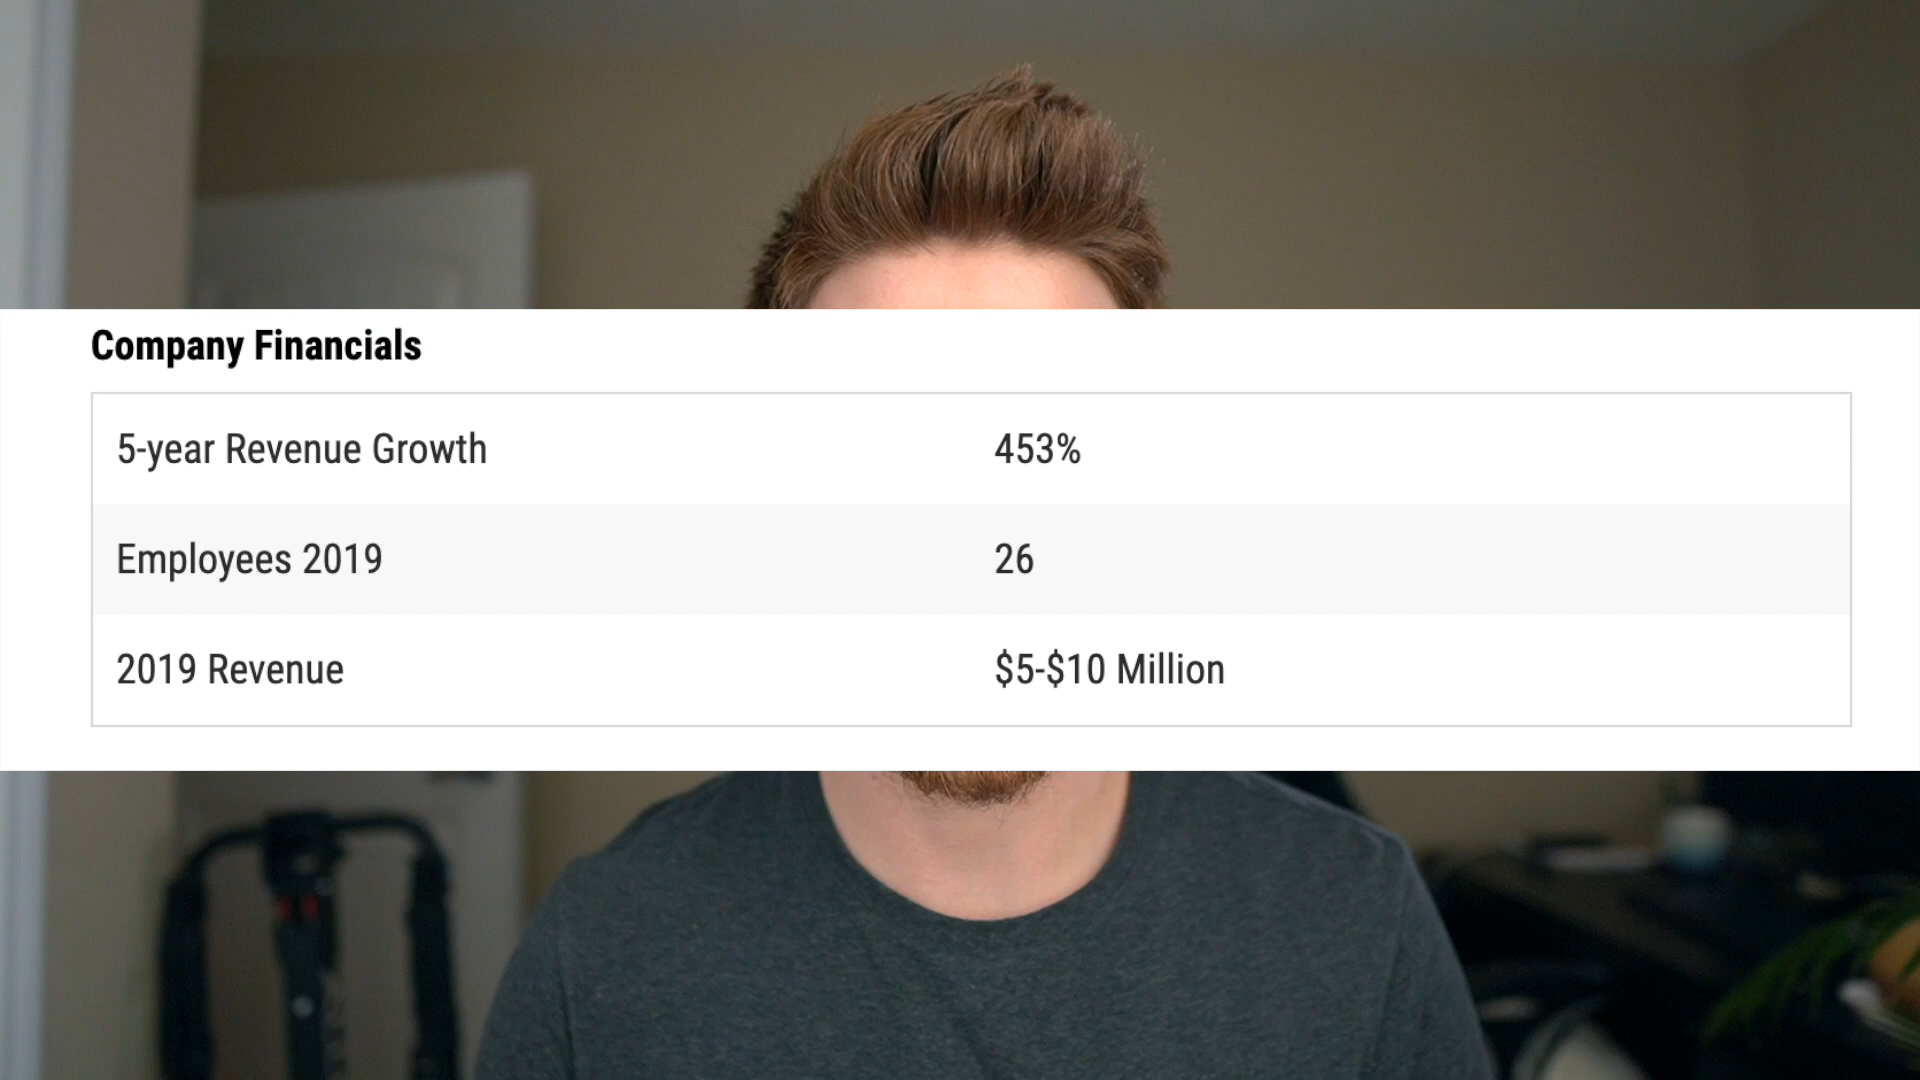 Company Financials
5-year Revenue Growth 453%
Employees 2019 26
2019 Revenue $5-$10 Million